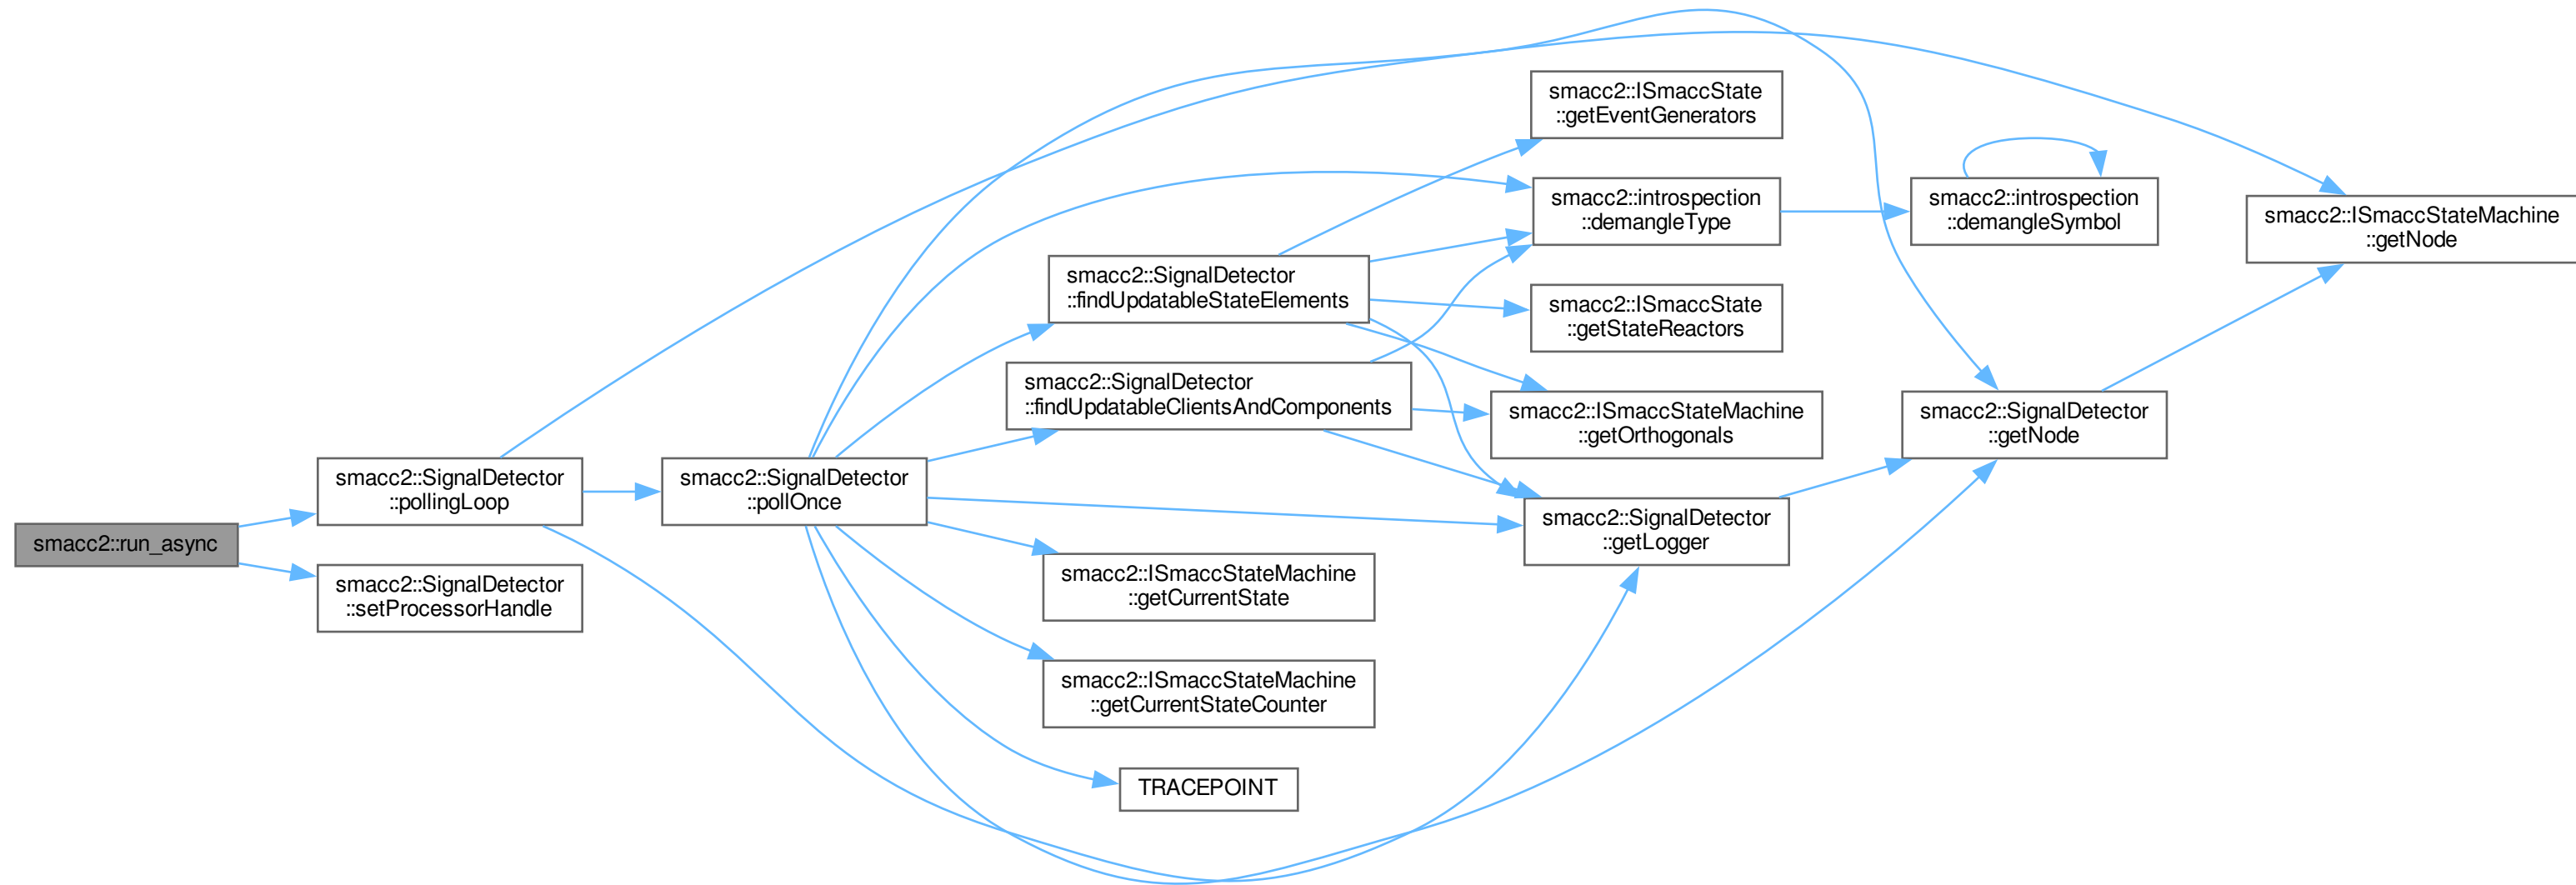 smacc2::run_async
smacc2::SignalDetector
::pollingLoop
smacc2::SignalDetector
::setProcessorHandle
smacc2::SignalDetector
::pollOnce
smacc2::SignalDetector
::findUpdatableStateElements
smacc2::SignalDetector
::findUpdatableClientsAndComponents
smacc2::ISmaccStateMachine
::getCurrentState
smacc2::ISmaccStateMachine
::getCurrentStateCounter
TRACEPOINT
smacc2::ISmaccState
::getEventGenerators
smacc2::introspection
::demangleType
smacc2::ISmaccState
::getStateReactors
smacc2::ISmaccStateMachine
::getOrthogonals
smacc2::SignalDetector
::getLogger
smacc2::introspection
::demangleSymbol
smacc2::SignalDetector
::getNode
smacc2::ISmaccStateMachine
::getNode